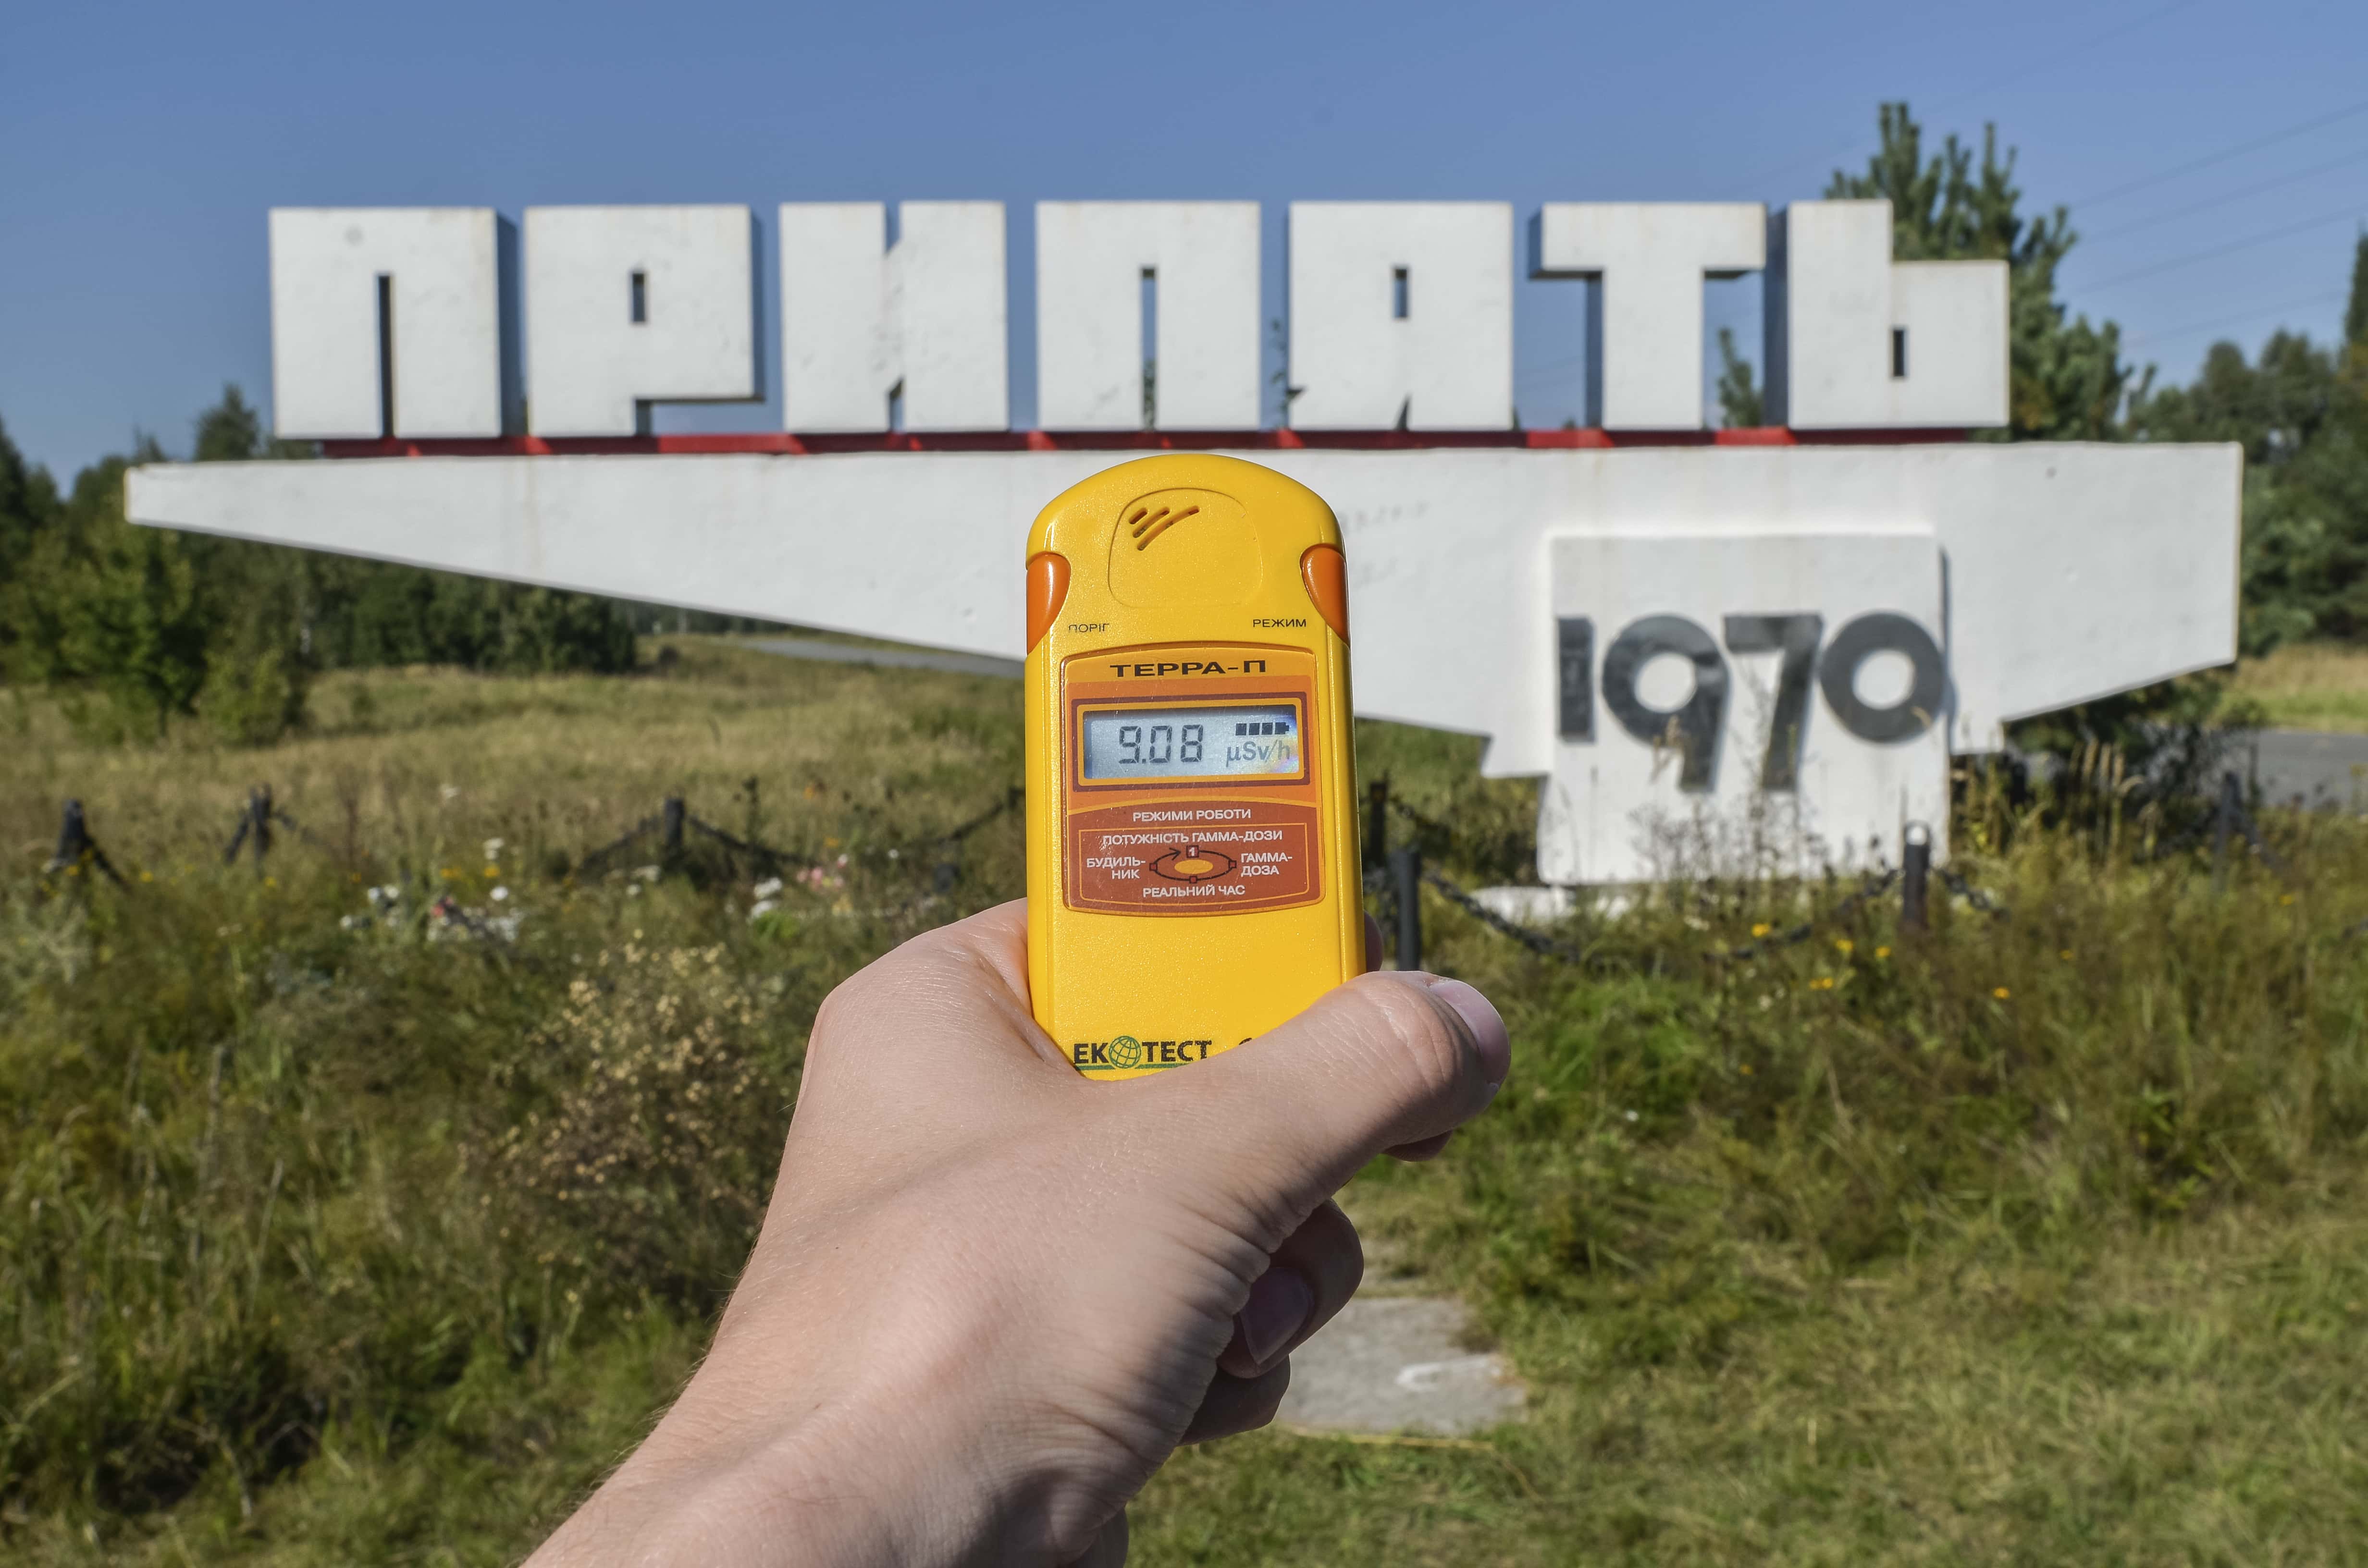 ПРИПЯТЬ
1970
ПОРІГ
РЕЖИМ
ТЕРРА-П
9.08 µSv/h
РЕЖИМИ РОБОТИ
ПОТУЖНІСТЬ ГАММА-ДОЗИ
1
БУДИЛЬ-
НИК
ГАММА-
ДОЗА
РЕАЛЬНИЙ ЧАС
ЕКОТЕСТ